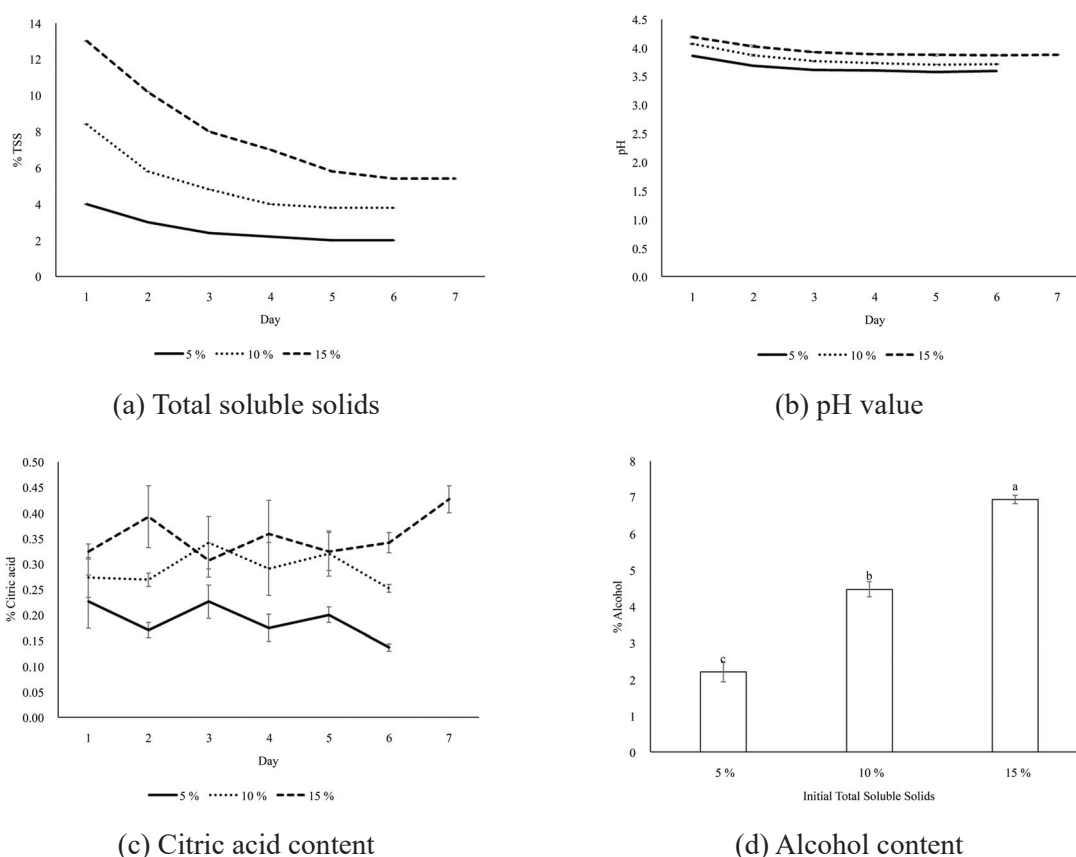 14
12
10
8
6
4
2
0
% TSS
1 2 3 4 5 6 7
Day
5 % 10 % 15 %
(a) Total soluble solids
4.5
4.0
3.5
3.0
2.5
2.0
1.5
1.0
0.5
0.0
pH
1 2 3 4 5 6 7
Day
5 % 10 % 15 %
(b) pH value
0.50
0.45
0.40
0.35
0.30
0.25
0.20
0.15
0.10
0.05
0.00
% Citric acid
1 2 3 4 5 6 7
Day
5 % 10 % 15 %
(c) Citric acid content
8
7
6
5
4
3
2
1
0
% Alcohol
c
b
a
5 % 10 % 15 %
Initial Total Soluble Solids
(d) Alcohol content